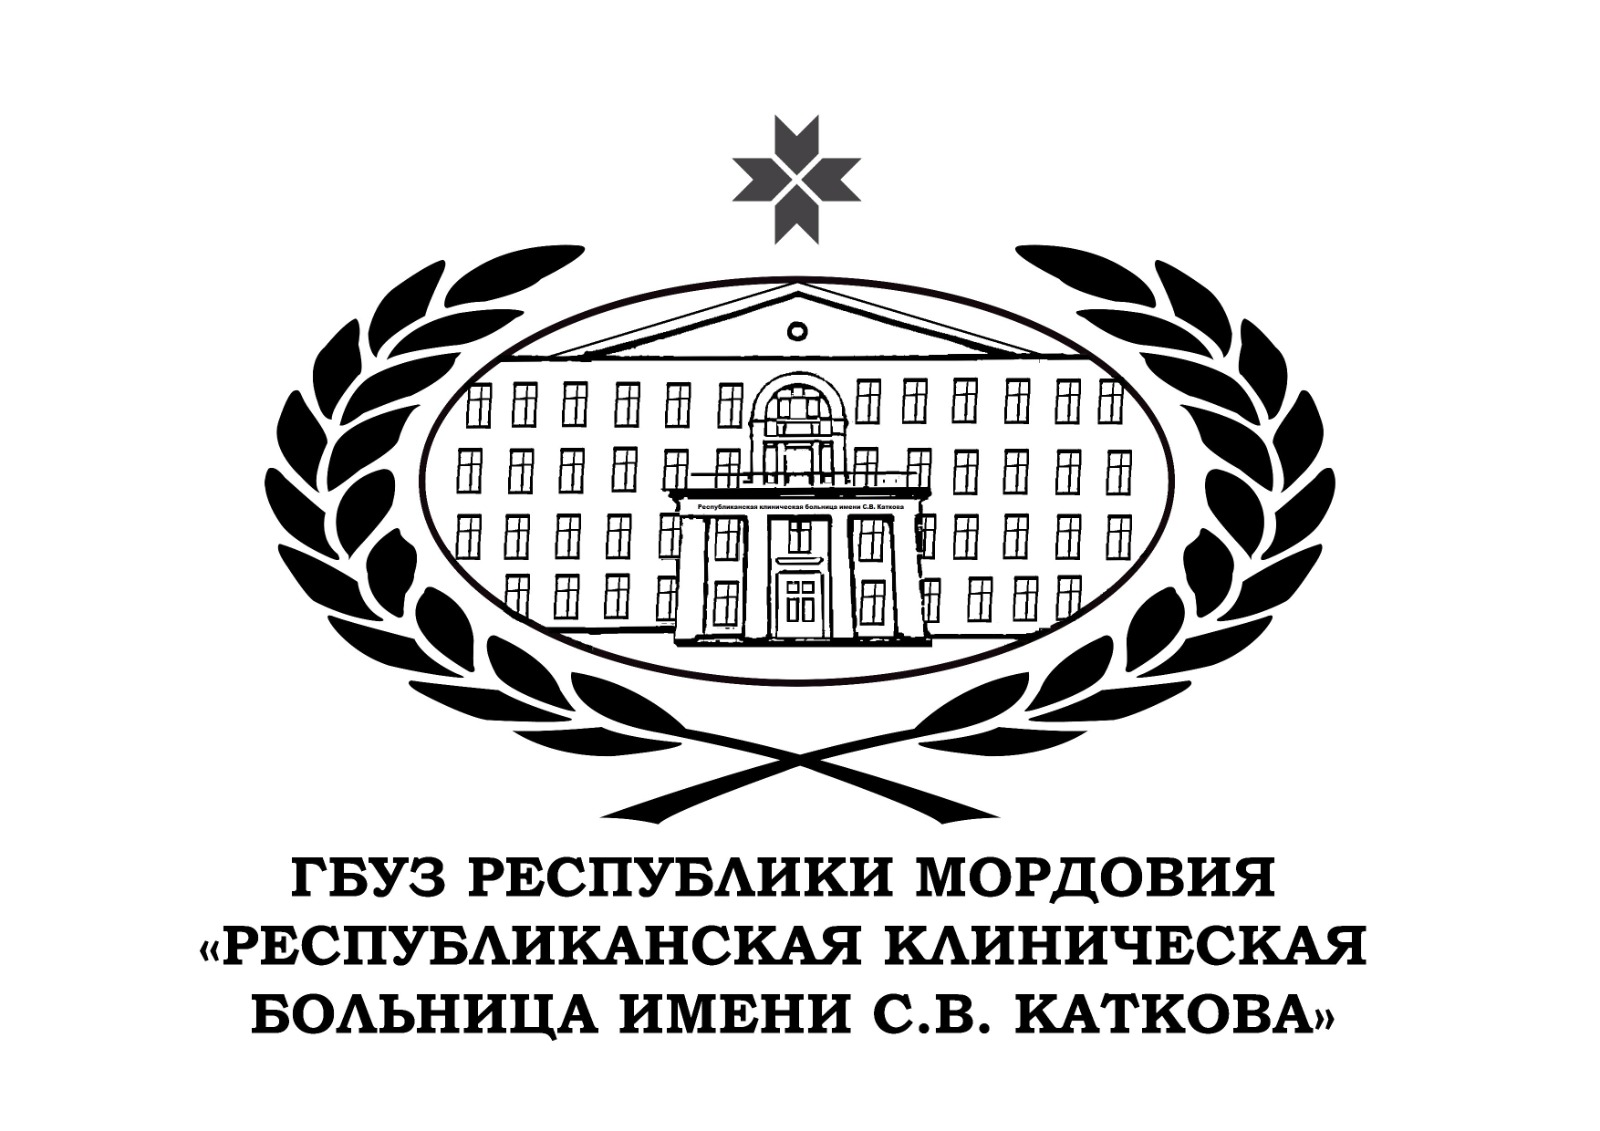 Республиканская клиническая больница имени С.В. Каткова
ГБУЗ РЕСПУБЛИКИ МОРДОВИЯ
«РЕСПУБЛИКАНСКАЯ КЛИНИЧЕСКАЯ
БОЛЬНИЦА ИМЕНИ С.В. КАТКОВА»